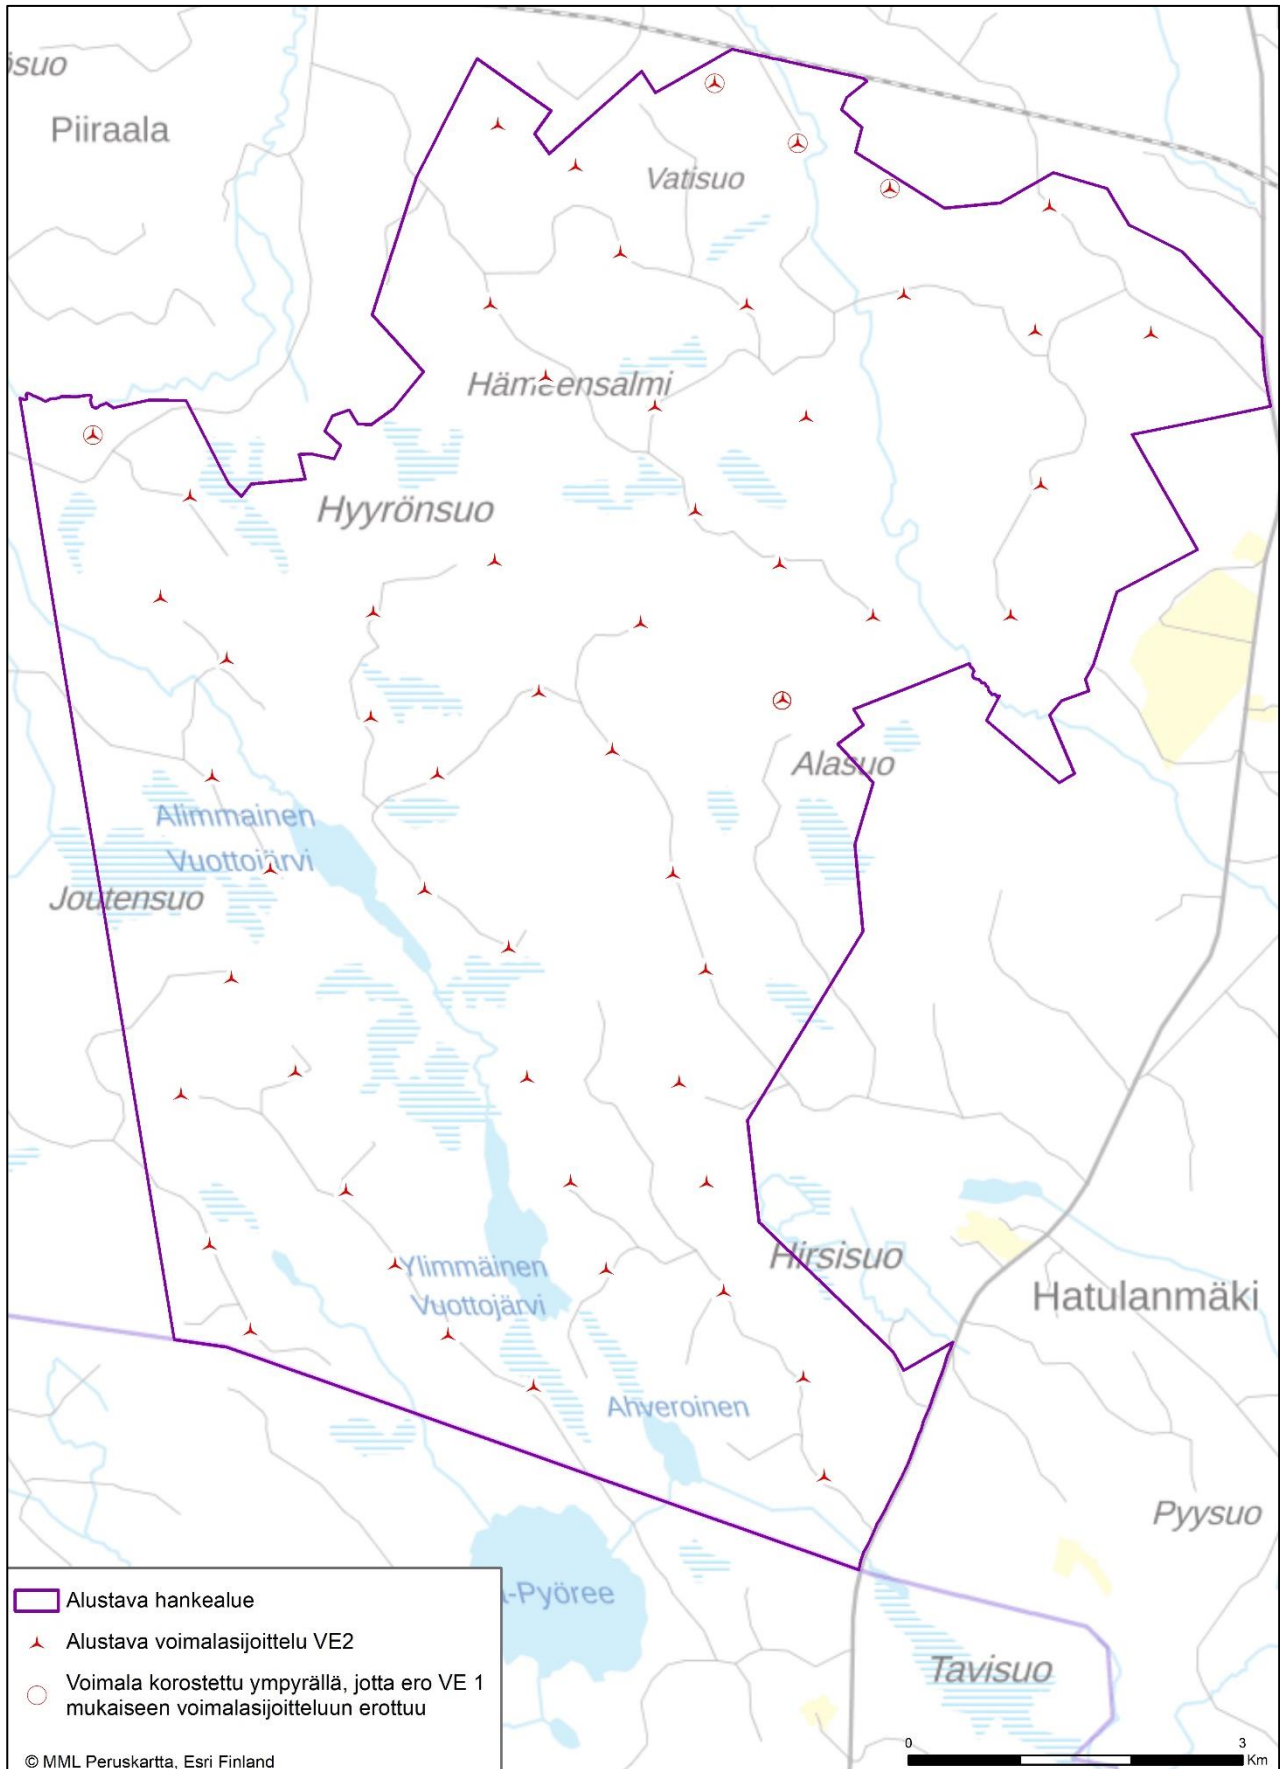 Piiraala
Vatisuo
Hämeensalmi
Hyyrönsuo
Alasuo
Alimmainen
Vuottojärvi
Joutensuo
Ylimmäinen
Vuottojärvi
Hirsisuo
Hatulanmäki
Ahveroinen
Pyysuo
-Pyöree
Tavisuo
Alustava hankealue
Alustava voimalasijoittelu VE2
Voimala korostettu ympyrällä, jotta ero VE 1
mukaiseen voimalasijoitteluun erottuu
© MML Peruskartta, Esri Finland
0 3
Km